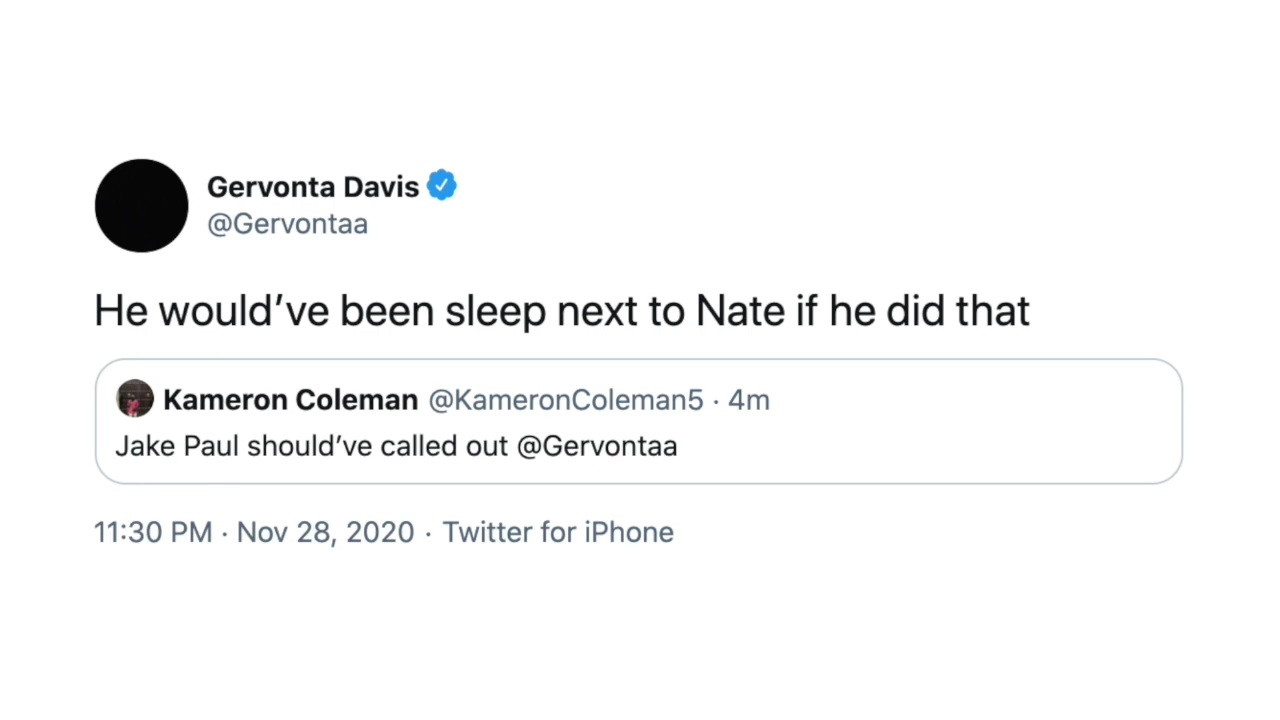 Gervonta Davis
@Gervontaa
He would’ve been sleep next to Nate if he did that
Kameron Coleman @KameronColeman5 · 4m
Jake Paul should’ve called out @Gervontaa
11:30 PM · Nov 28, 2020 · Twitter for iPhone